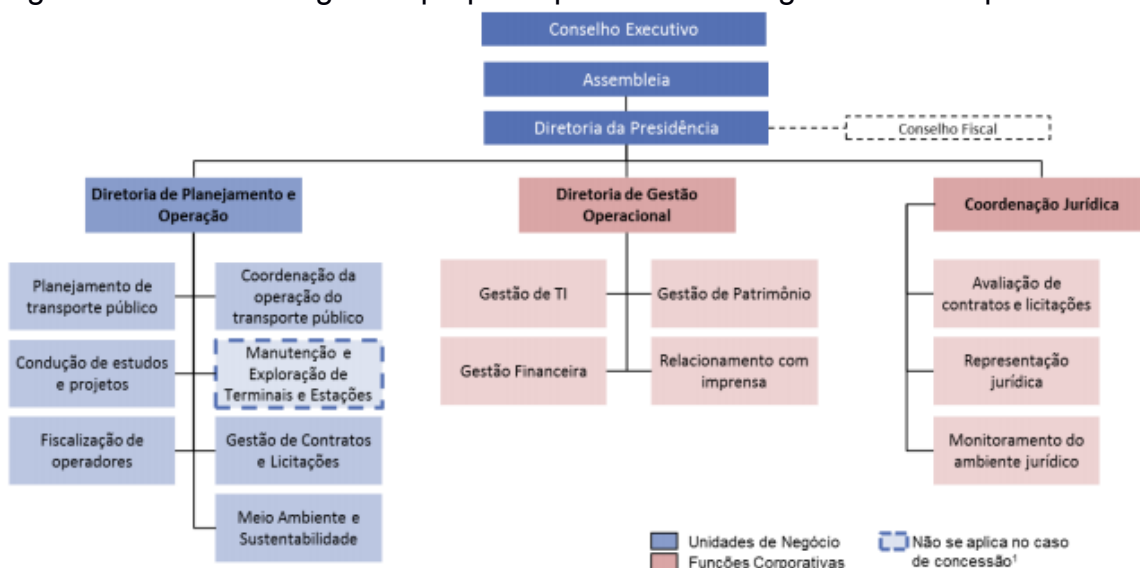 Conselho Executivo
Assembleia
Diretoria da Presidência
Conselho Fiscal
Diretoria de Planejamento e
Operação
Diretoria de Gestão
Operacional
Coordenação Jurídica
Planejamento de
transporte público
Coordenação da
operação do
transporte público
Condução de estudos
e projetos
Manutenção e
Exploração de
Terminais e Estações
Fiscalização de
operadores
Gestão de Contratos
e Licitações
Meio Ambiente e
Sustentabilidade
Gestão de TI
Gestão de Patrimônio
Gestão Financeira
Relacionamento com
imprensa
Avaliação de
contratos e licitações
Representação
jurídica
Monitoramento do
ambiente jurídico
Unidades de Negócio
Funções Corporativas
Não se aplica no caso
de concessão¹